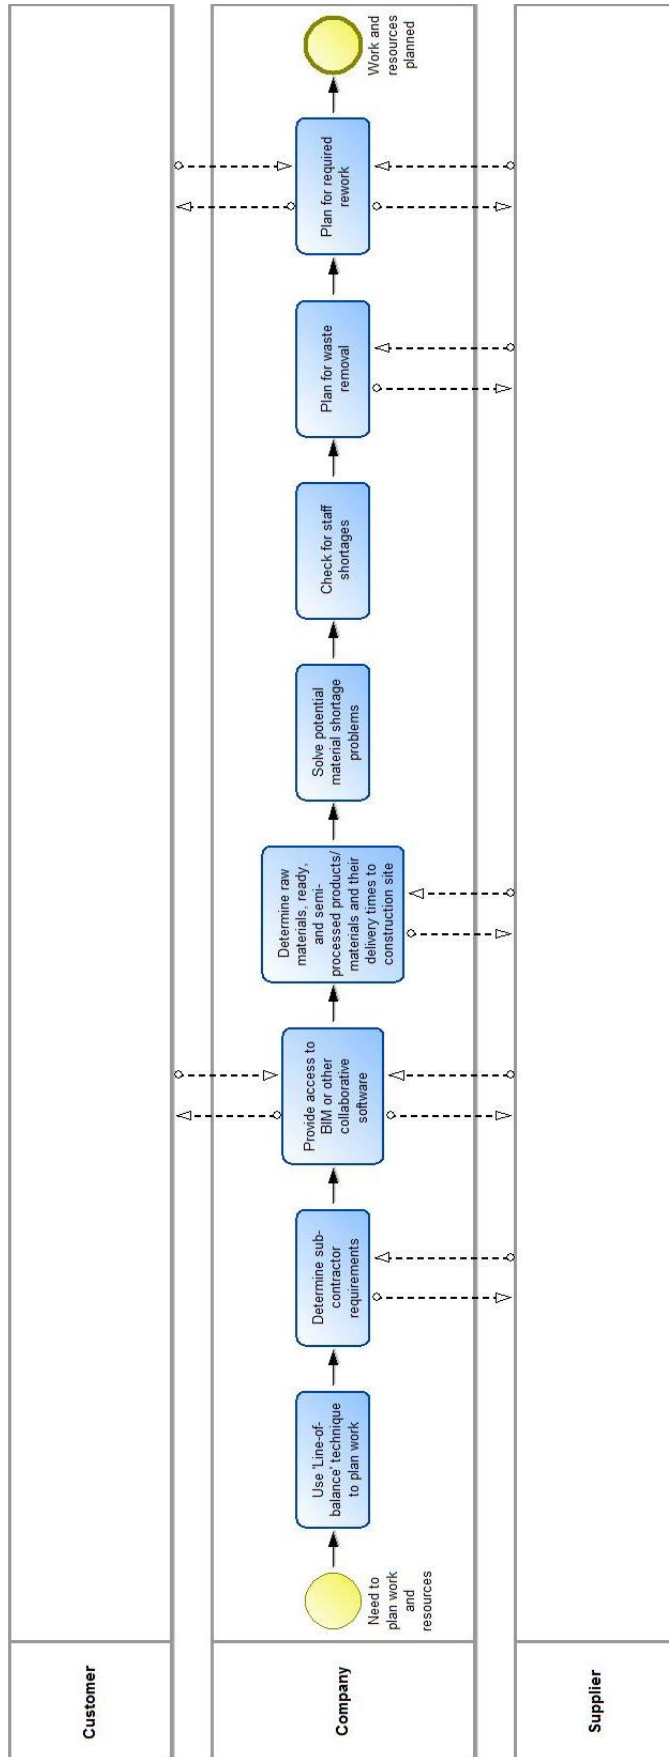 Customer
Company
Supplier
Need to
plan work
and
resources
Use 'Line-of-
balance' technique
to plan work
Determine sub-
contractor
requirements
Provide access to
BIM or other
collaborative
software
Determine raw
materials, ready,
and semi-
processed products/
materials and their
delivery times to
construction site
Solve potential
material shortage
problems
Check for staff
shortages
Plan for waste
removal
Plan for required
rework
Work and
resources
planned